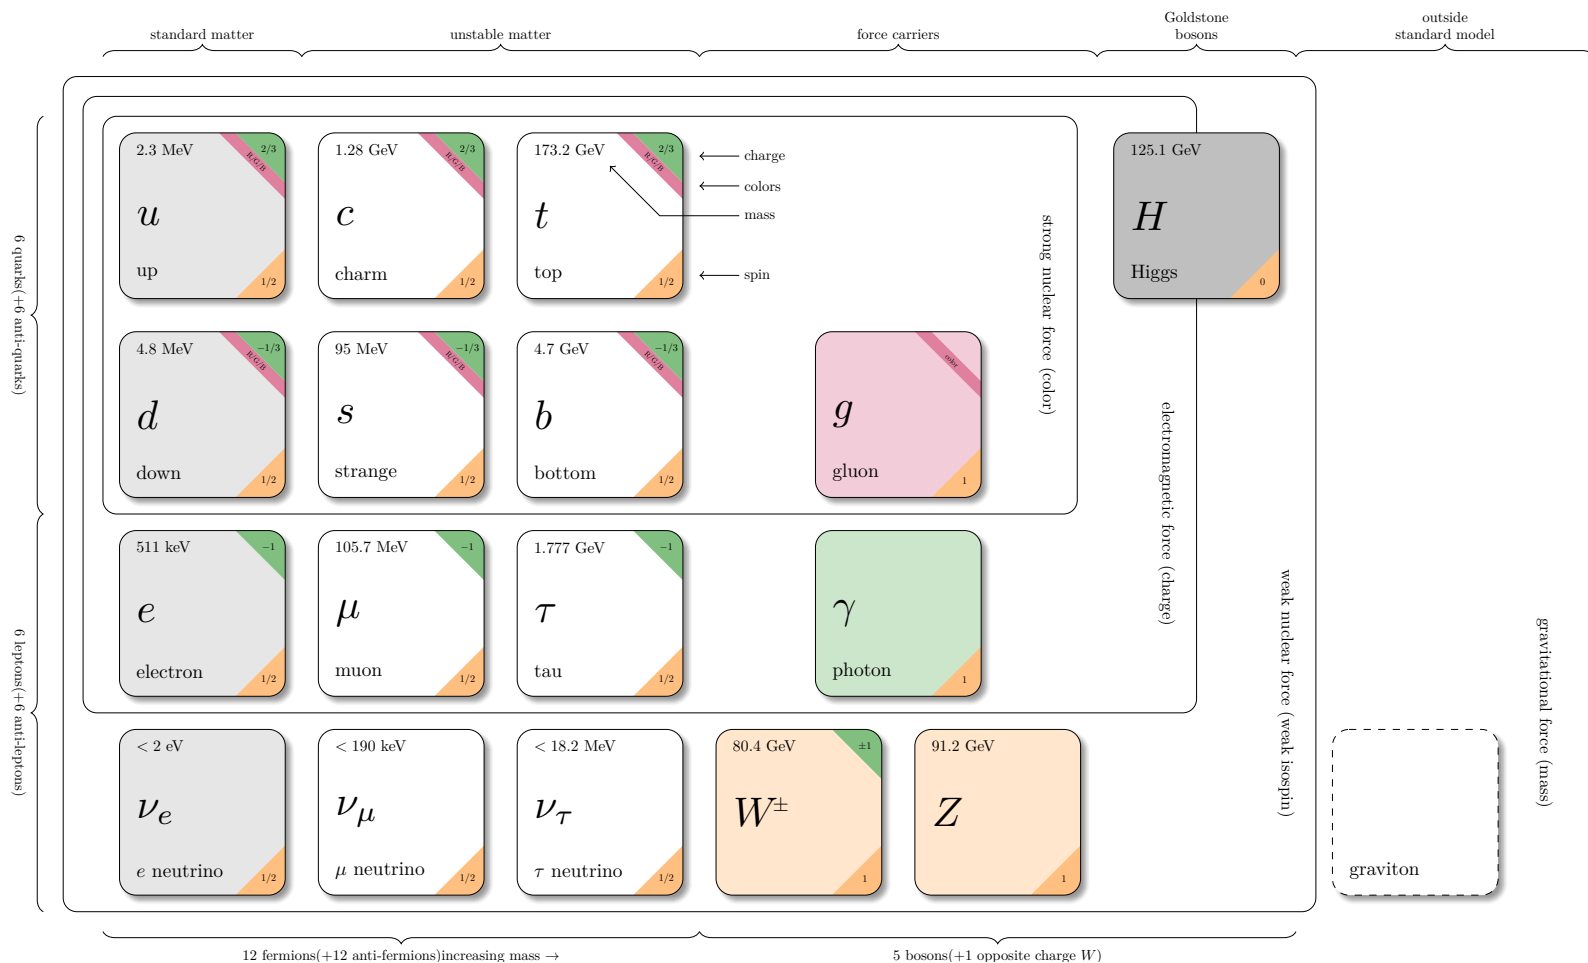 standard matter
unstable matter
force carriers
Goldstone
bosons
outside
standard model
6 quarks(+6 anti-quarks)
6 leptons(+6 anti-leptons)
2.3 MeV
2/3
R/G/B
u
up
1/2
1.28 GeV
2/3
R/G/B
c
charm
1/2
173.2 GeV
2/3
R/G/B
t
top
1/2
charge
colors
mass
spin
125.1 GeV
H
Higgs
0
4.8 MeV
−1/3
R/G/B
d
down
1/2
95 MeV
−1/3
R/G/B
s
strange
1/2
4.7 GeV
−1/3
R/G/B
b
bottom
1/2
color
g
gluon
1
strong nuclear force (color)
511 keV
−1
e
electron
1/2
105.7 MeV
−1
μ
muon
1/2
1.777 GeV
−1
τ
tau
1/2
γ
photon
1
electromagnetic force (charge)
< 2 eV
νe
e neutrino
1/2
< 190 keV
νμ
μ neutrino
1/2
< 18.2 MeV
ντ
τ neutrino
1/2
80.4 GeV
±1
W±
1
91.2 GeV
Z
1
weak nuclear force (weak isospin)
graviton
gravitational force (mass)
12 fermions(+12 anti-fermions)increasing mass →
5 bosons(+1 opposite charge W)